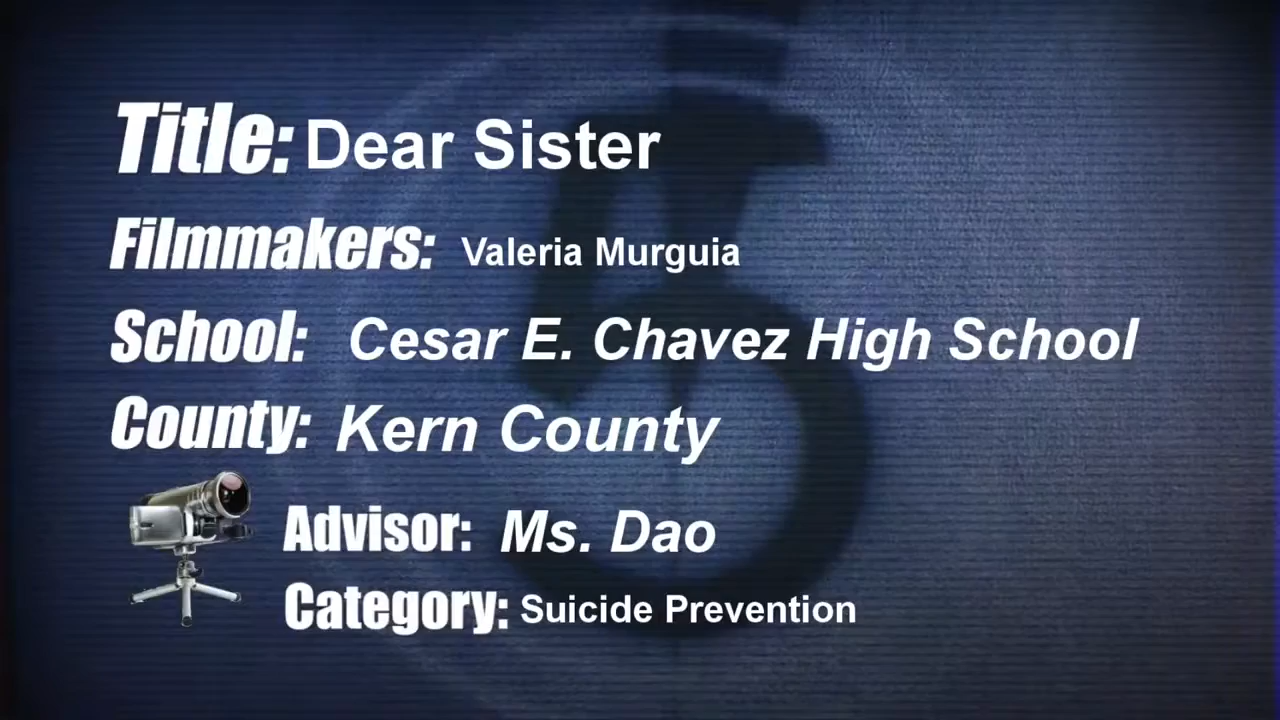 Title: Dear Sister
Filmmakers: Valeria Murguia
School: Cesar E. Chavez High School
County: Kern County
Advisor: Ms. Dao
Category: Suicide Prevention